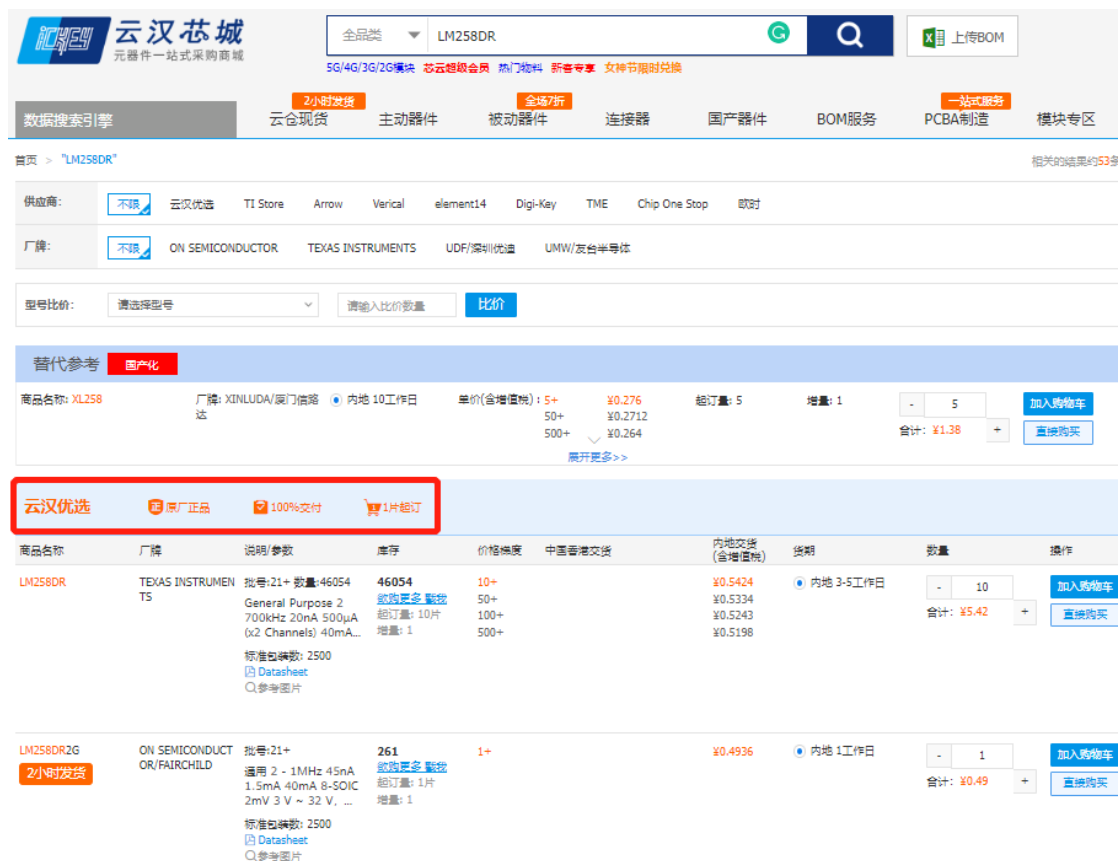 ICKEY 云汉芯城
元器件一站式采购商城
全品类 LM258DR 上传BOM
5G/4G/3G/2G模块 芯云超级会员 热门物料 新春专享 女神节限时兑换
2小时发货 全场7折 一站式服务
数据搜索引擎 云仓现货 主动器件 被动器件 连接器 国产器件 BOM服务 PCBA制造 模块专区
首页 > "LM258DR" 相关的结果约53条
供应商: 不限 云汉优选 TI Store Arrow Verical element14 Digi-Key TME Chip One Stop 欧时
厂牌: 不限 ON SEMICONDUCTOR TEXAS INSTRUMENTS UDF/深圳优迪 UMW/友台半导体
型号比价: 请选择型号 请输入比价数量 比价
替代参考 国产化
商品名称: XL258 厂牌: XINLUDA/厦门信路达 内地 10工作日 单价(含增值税): 5+ ¥0.276 起订量: 5 增量: 1 - 5 加入购物车
50+ ¥0.2712
500+ ¥0.264 合计: ¥1.38 + 直接购买
展开更多>>
云汉优选 正 原厂正品 100%交付 1片起订
商品名称 厂牌 说明/参数 库存 价格梯度 中国香港交货 内地交货(含增值税) 货期 数量 操作
LM258DR TEXAS INSTRUMEN 批号:21+ 数量:46054 46054 10+ ¥0.5424 内地 3-5工作日 - 10 加入购物车
TS General Purpose 2 欲购更多 戳我 50+ ¥0.5334
700kHz 20nA 500µA 起订量: 10片 100+ ¥0.5243 合计: ¥5.42 + 直接购买
(x2 Channels) 40mA... 增量: 1 500+ ¥0.5198
标准包装数: 2500
Datasheet
参考图片
LM258DR2G ON SEMICONDUCT 批号:21+ 261 1+ ¥0.4936 内地 1工作日 - 1 加入购物车
2小时发货 OR/FAIRCHILD 通用 2 - 1MHz 45nA 欲购更多 戳我
1.5mA 40mA 8-SOIC 起订量: 1片 合计: ¥0.49 + 直接购买
2mV 3 V ~ 32 V, ... 增量: 1
标准包装数: 2500
Datasheet
参考图片